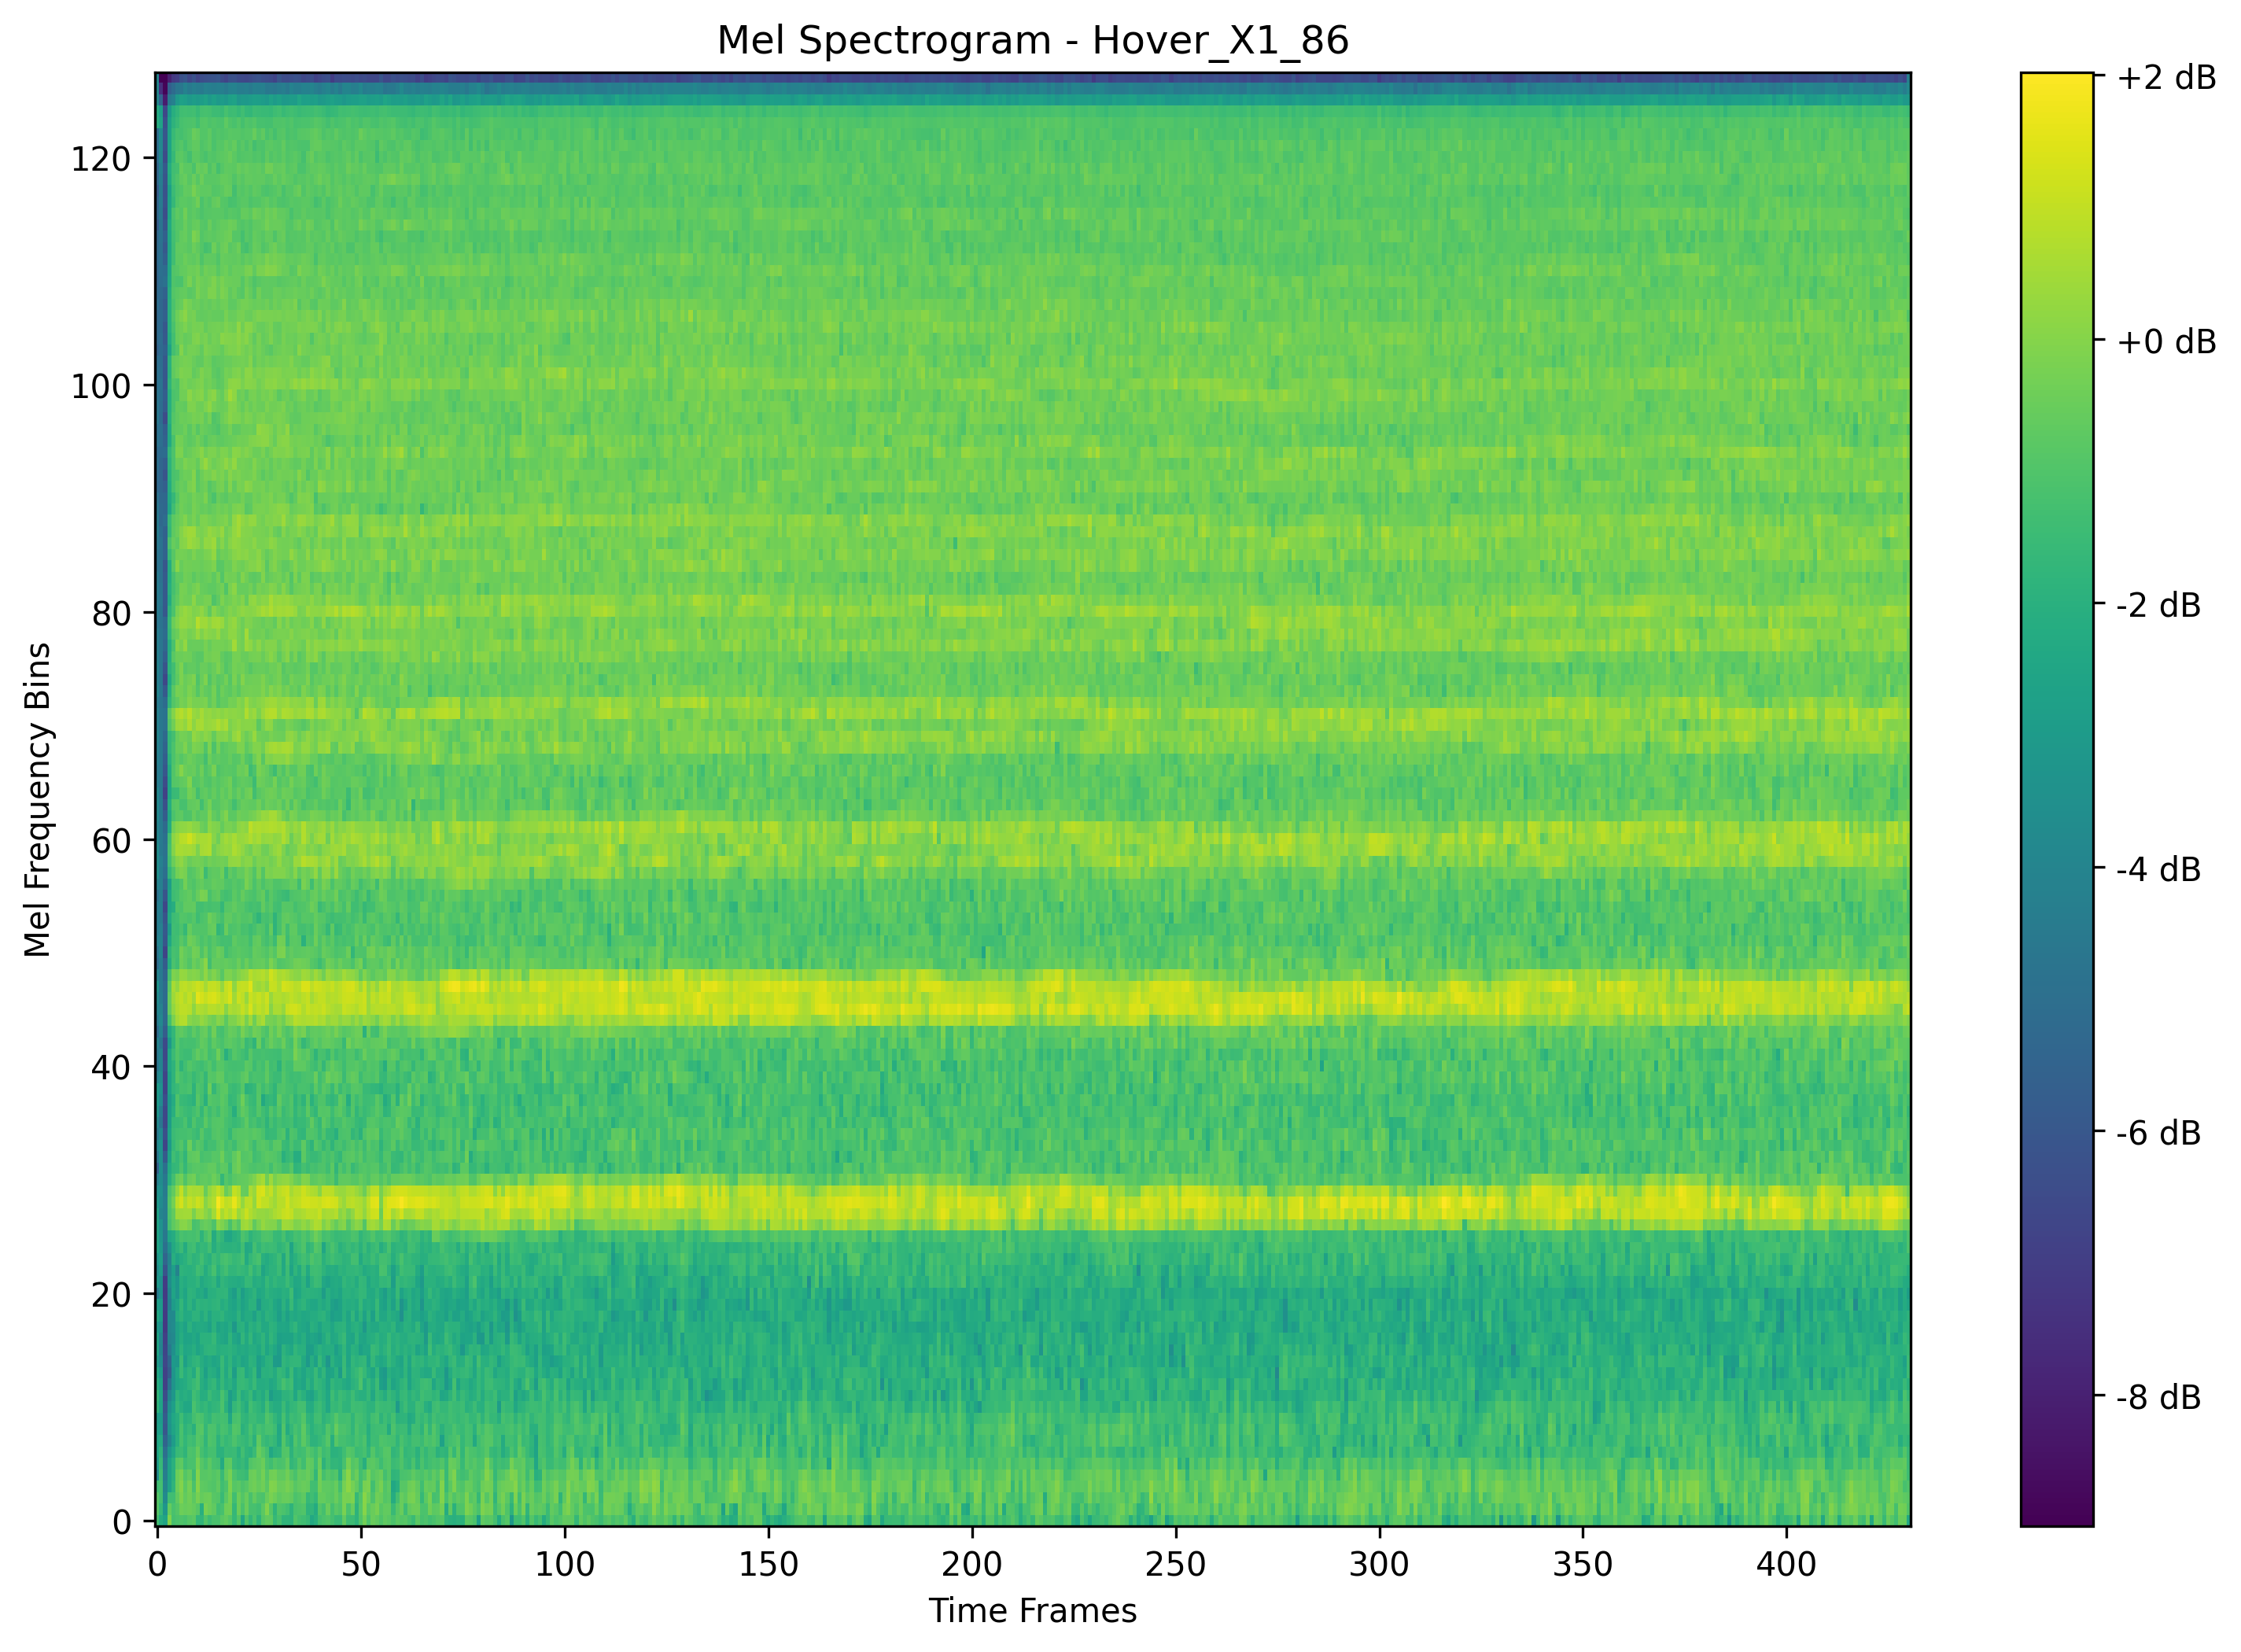 Mel Spectrogram - Hover_X1_86
Mel Frequency Bins
120
100
80
60
40
20
0
0 50 100 150 200 250 300 350 400
Time Frames
+2 dB
+0 dB
-2 dB
-4 dB
-6 dB
-8 dB